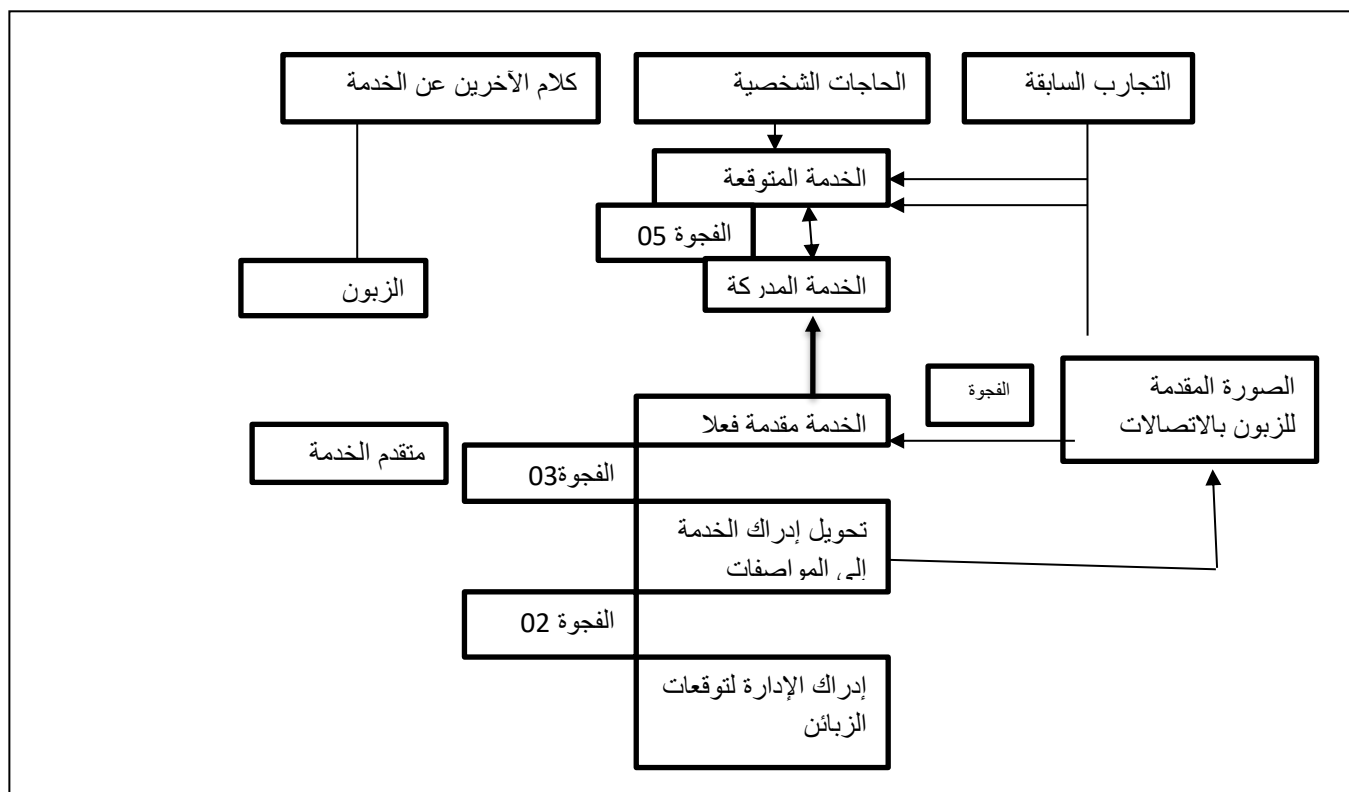 التجارب السابقة
الحاجات الشخصية
كلام الآخرين عن الخدمة
الخدمة المتوقعة
الفجوة 05
الخدمة المدركة
الزبون
الصورة المقدمة
للزبون بالاتصالات
الفجوة
الخدمة مقدمة فعلا
متقدم الخدمة
الفجوة03
تحويل إدراك الخدمة
إلى المواصفات
الفجوة 02
إدراك الإدارة لتوقعات
الزبائن